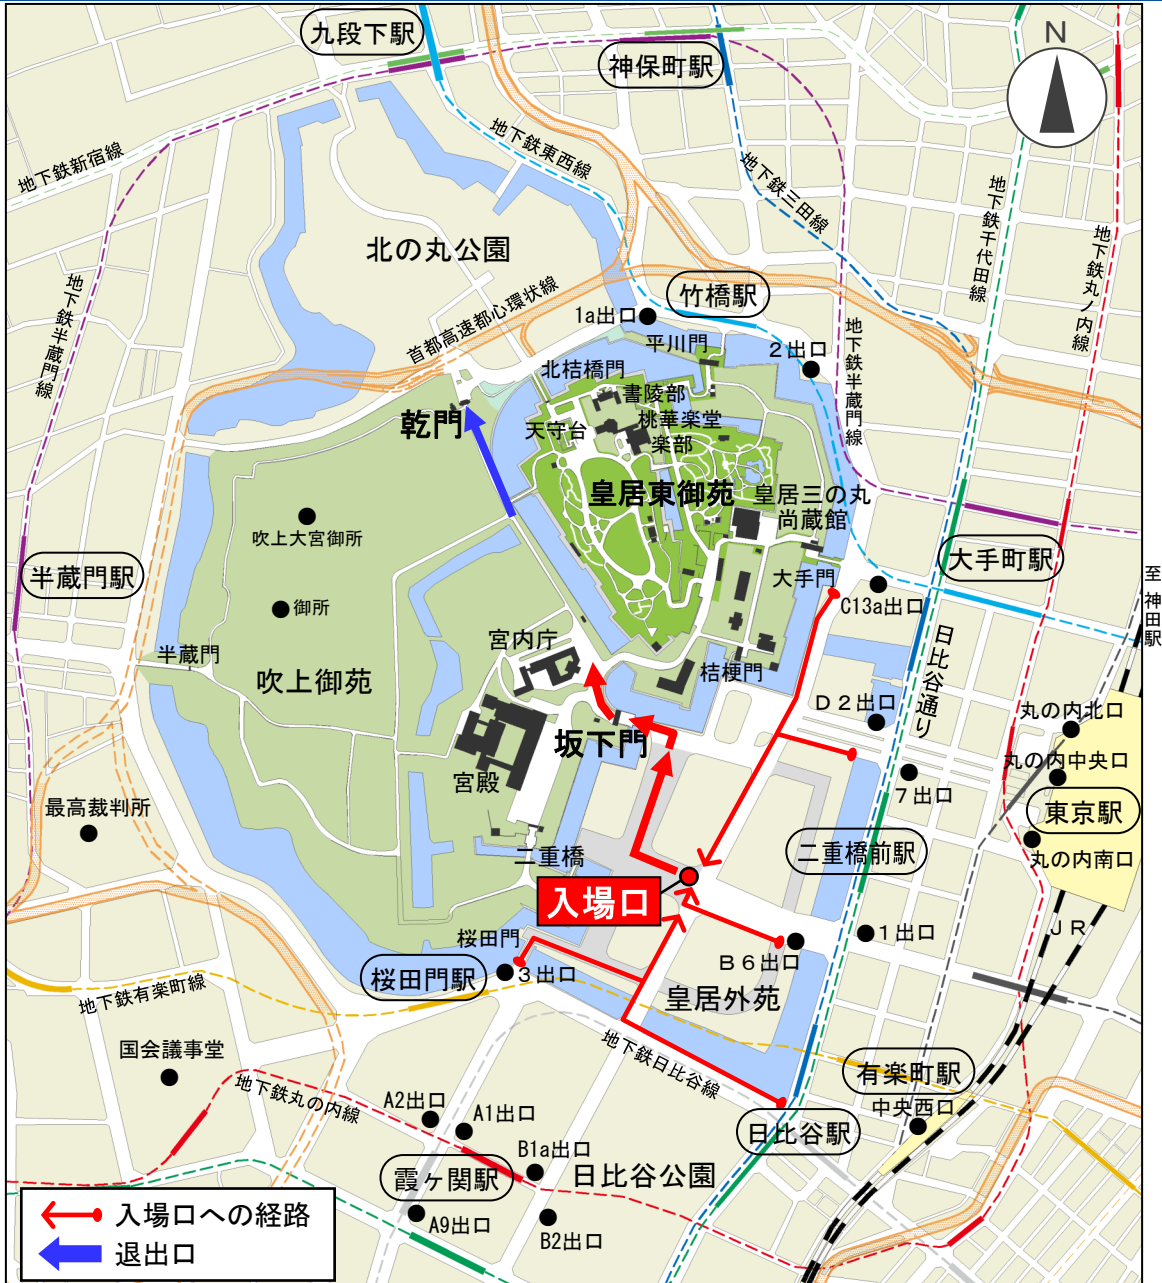 九段下駅
神保町駅
N
地下鉄新宿線
地下鉄東西線
地下鉄三田線
地下鉄千代田線
地下鉄丸ノ内線
北の丸公園
地下鉄半蔵門線
首都高速都心環状線
竹橋駅
1a出口
平川門
2出口
地下鉄半蔵門線
北桔橋門
書陵部
桃華楽堂
楽部
天守台
乾門
皇居東御苑
皇居三の丸
尚蔵館
吹上大宮御所
半蔵門駅
大手町駅
大手門
C13a出口
至神田駅
御所
宮内庁
日比谷通り
半蔵門
吹上御苑
桔梗門
D2出口
丸の内北口
坂下門
丸の内中央口
宮殿
7出口
東京駅
最高裁判所
二重橋
二重橋前駅
丸の内南口
入場口
桜田門
1出口
JR
桜田門駅
3出口
B6出口
地下鉄有楽町線
皇居外苑
国会議事堂
地下鉄日比谷線
有楽町駅
地下鉄丸の内線
A2出口
A1出口
中央西口
日比谷駅
B1a出口
霞ヶ関駅
日比谷公園
A9出口
B2出口
入場口への経路
退出口